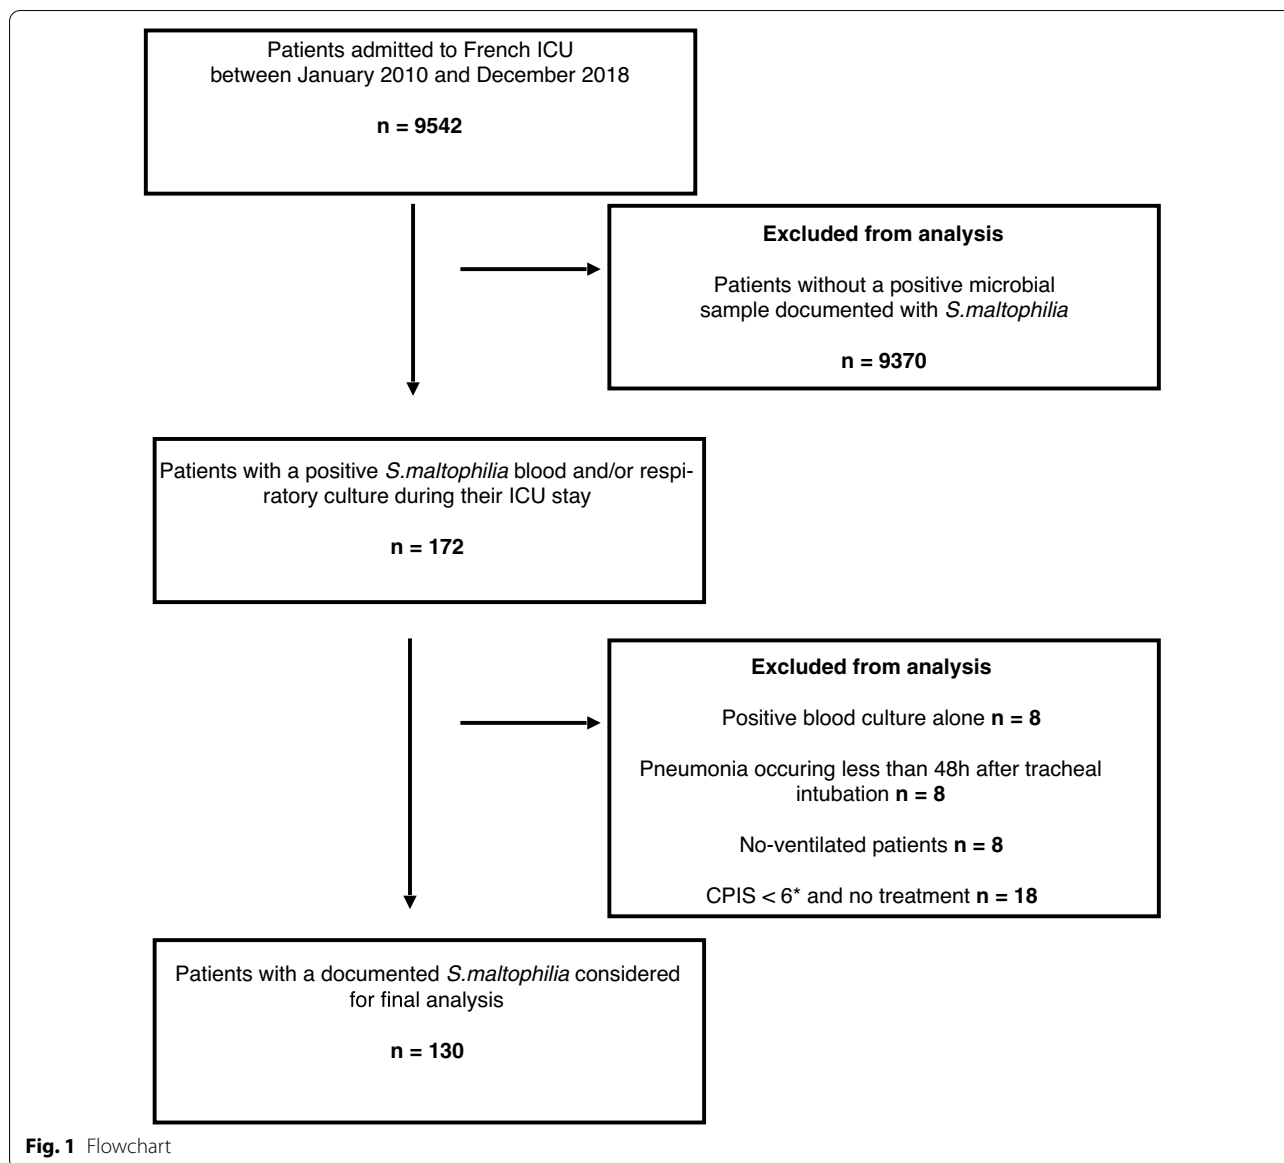 Patients admitted to French ICU
between January 2010 and December 2018
n = 9542
Excluded from analysis
Patients without a positive microbial
sample documented with S.maltophilia
n = 9370
Patients with a positive S.maltophilia blood and/or respi-
ratory culture during their ICU stay
n = 172
Excluded from analysis
Positive blood culture alone n = 8
Pneumonia occuring less than 48h after tracheal
intubation n = 8
No-ventilated patients n = 8
CPIS < 6* and no treatment n = 18
Patients with a documented S.maltophilia considered
for final analysis
n = 130
Fig. 1 Flowchart